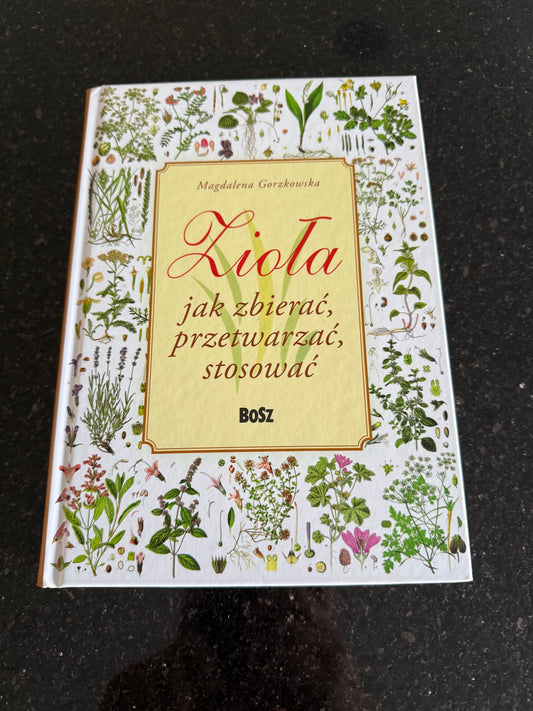 Magdalena Gorzkowska
Zioła
jak zbierać,
przetwarzać,
stosować
BOSZ